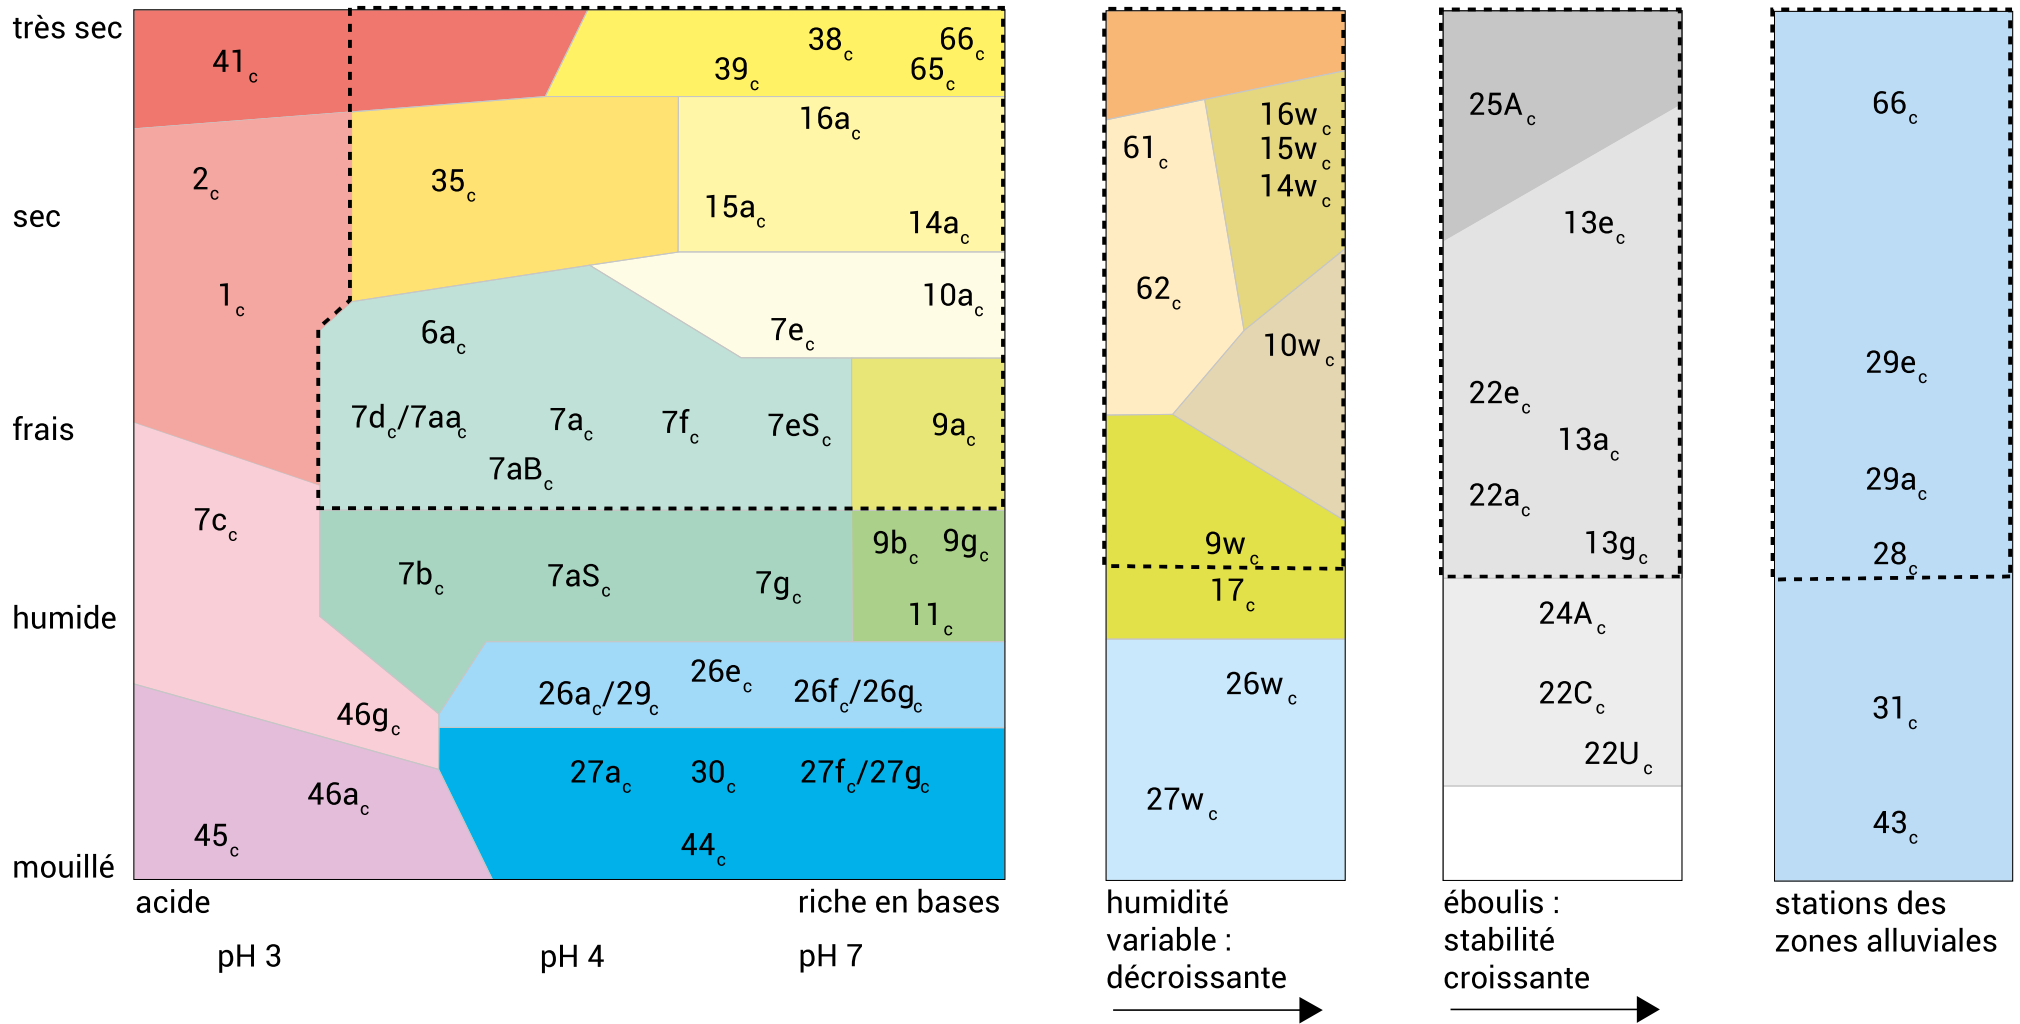 très sec
sec
frais
humide
mouillé
41c
38c
66c
39c
65c
2c
35c
16ac
15ac
14ac
1c
10ac
6ac
7ec
7dc/7aac
7ac
7fc
7eSc
9ac
7aBc
7cc
9bc
9gc
7bc
7aSc
7gc
11c
26ec
26ac/29c
26fc/26gc
46gc
27ac
30c
27fc/27gc
46ac
45c
44c
acide
riche en bases
pH 3
pH 4
pH 7
16wc
61c
15wc
14wc
62c
10wc
9wc
17c
26wc
27wc
humidité
variable :
décroissante
25Ac
13ec
22ec
13ac
22ac
13gc
24Ac
22Cc
22Uc
éboulis :
stabilité
croissante
66c
29ec
29ac
28c
31c
43c
stations des
zones alluviales